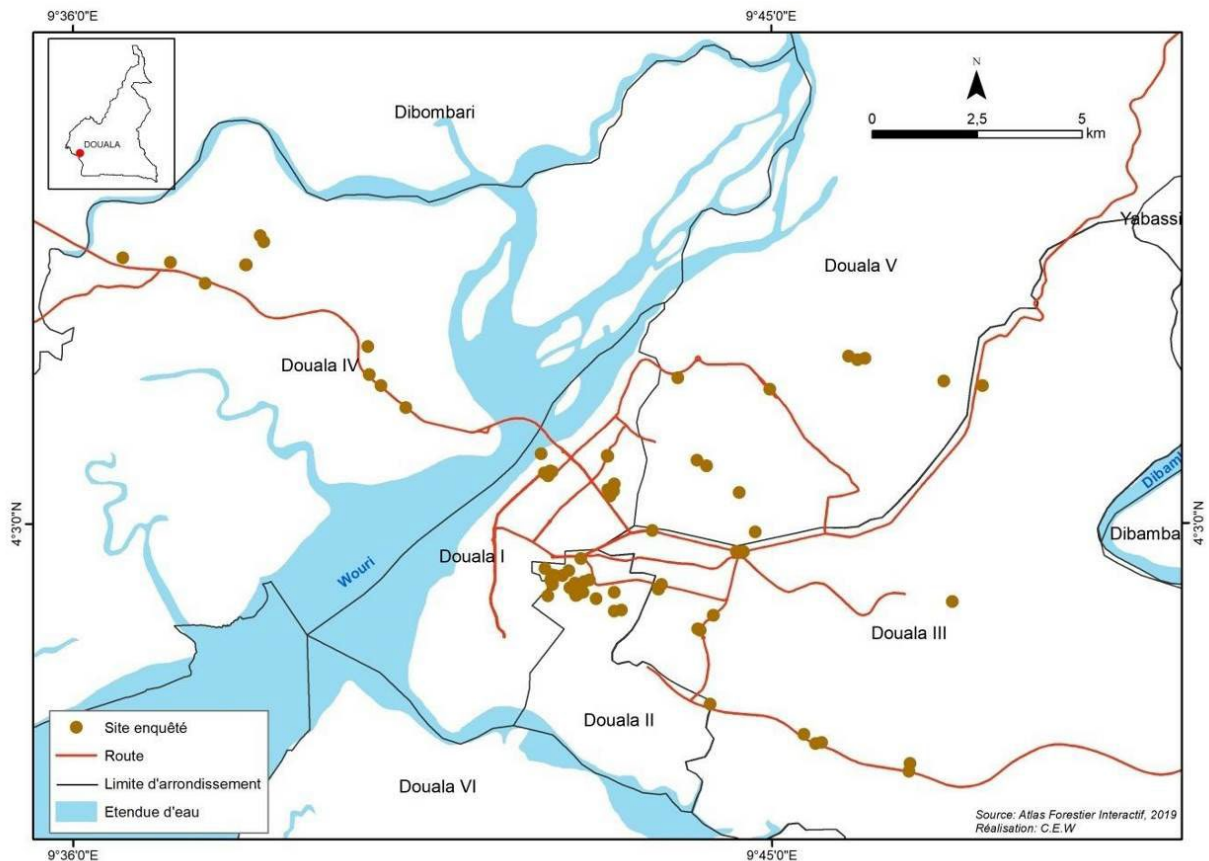 9°36'0"E
9°45'0"E
DOUALA
Dibombari
N
0 2,5 5
km
Yabassi
Douala V
Douala IV
4°3'0"N
4°3'0"N
Wouri
Douala I
Dibamba
Douala III
Douala II
Douala VI
Site enquêté
Route
Limite d'arrondissement
Etendue d'eau
Source: Atlas Forestier Interactif, 2019
Réalisation: C.E.W
9°36'0"E
9°45'0"E